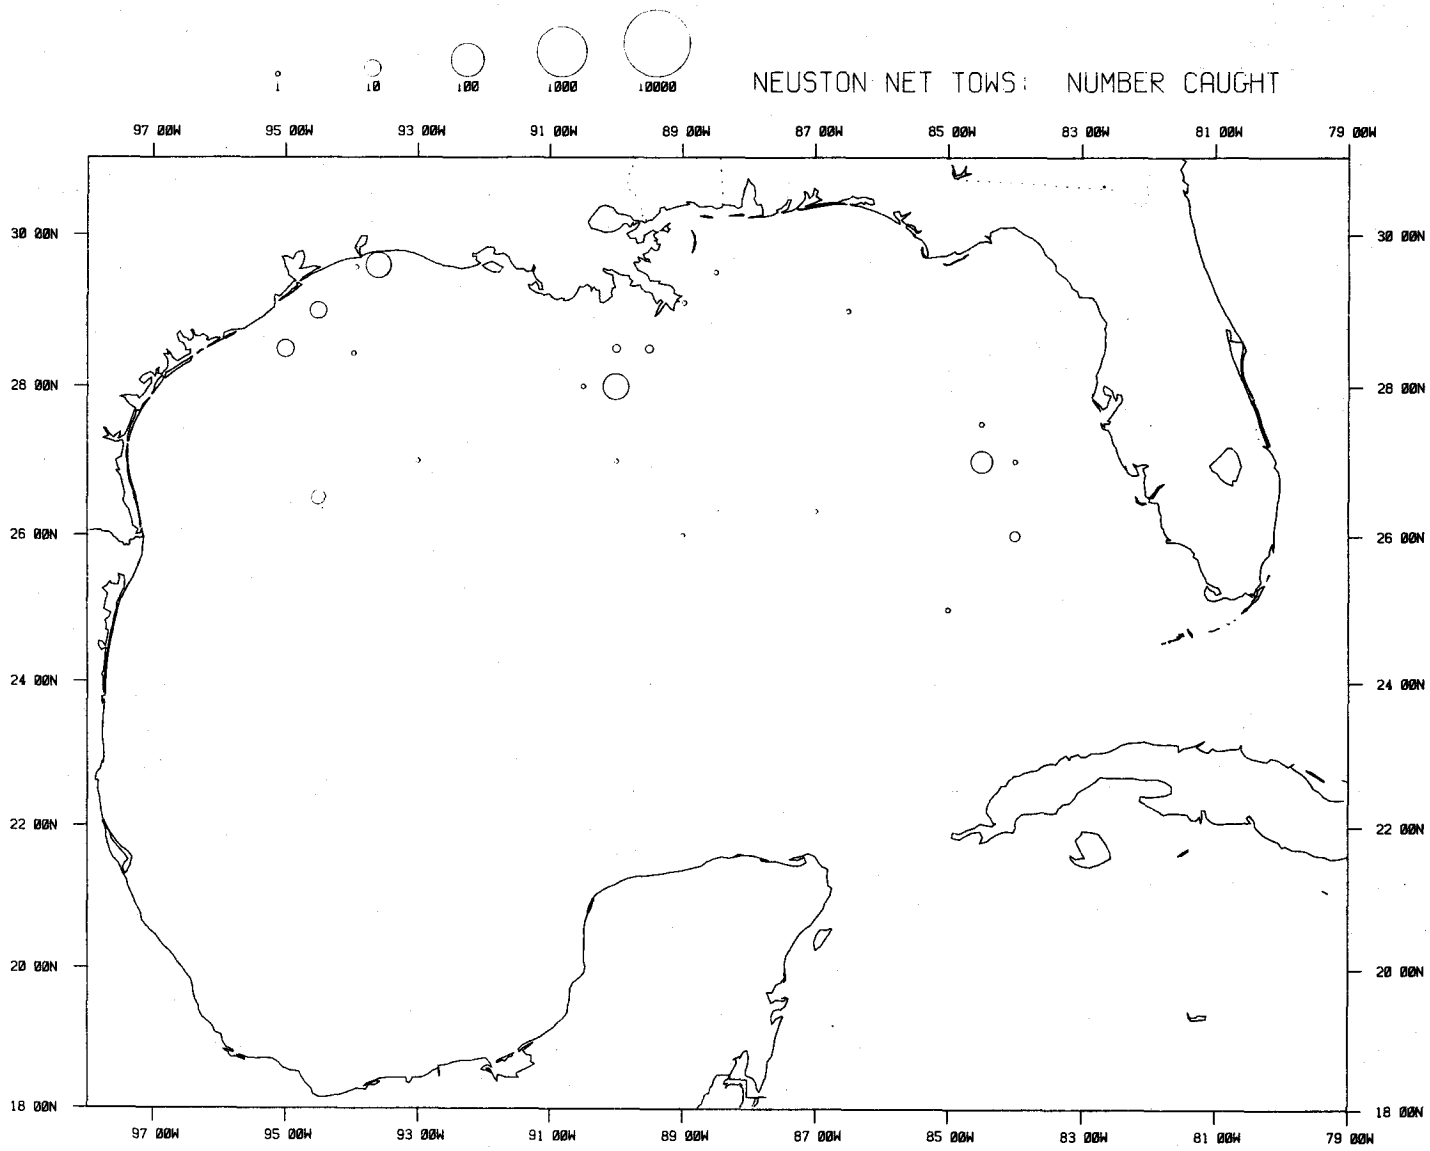 1 10 100 1000 10000
NEUSTON NET TOWS: NUMBER CAUGHT
97 00W 95 00W 93 00W 91 00W 89 00W 87 00W 85 00W 83 00W 81 00W 79 00W
30 00N 30 00N
28 00N 28 00N
26 00N 26 00N
24 00N 24 00N
22 00N 22 00N
20 00N 20 00N
18 00N 18 00N
97 00W 95 00W 93 00W 91 00W 89 00W 87 00W 85 00W 83 00W 81 00W 79 00W